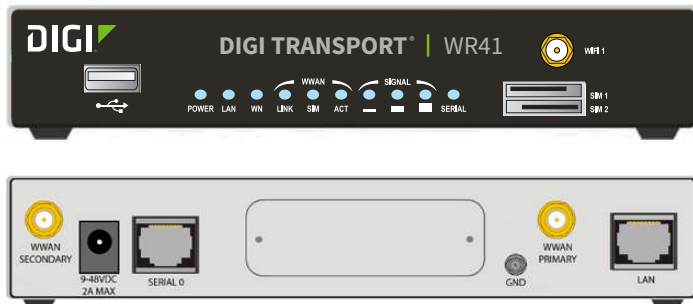 DIGI
DIGI TRANSPORT® | WR41
WIFI 1
WWAN
SIGNAL
POWER LAN WN LINK SIM ACT SERIAL
SIM 1
SIM 2
WWAN
SECONDARY
9-48VDC
2A MAX
SERIAL 0
GND
WWAN
PRIMARY
LAN